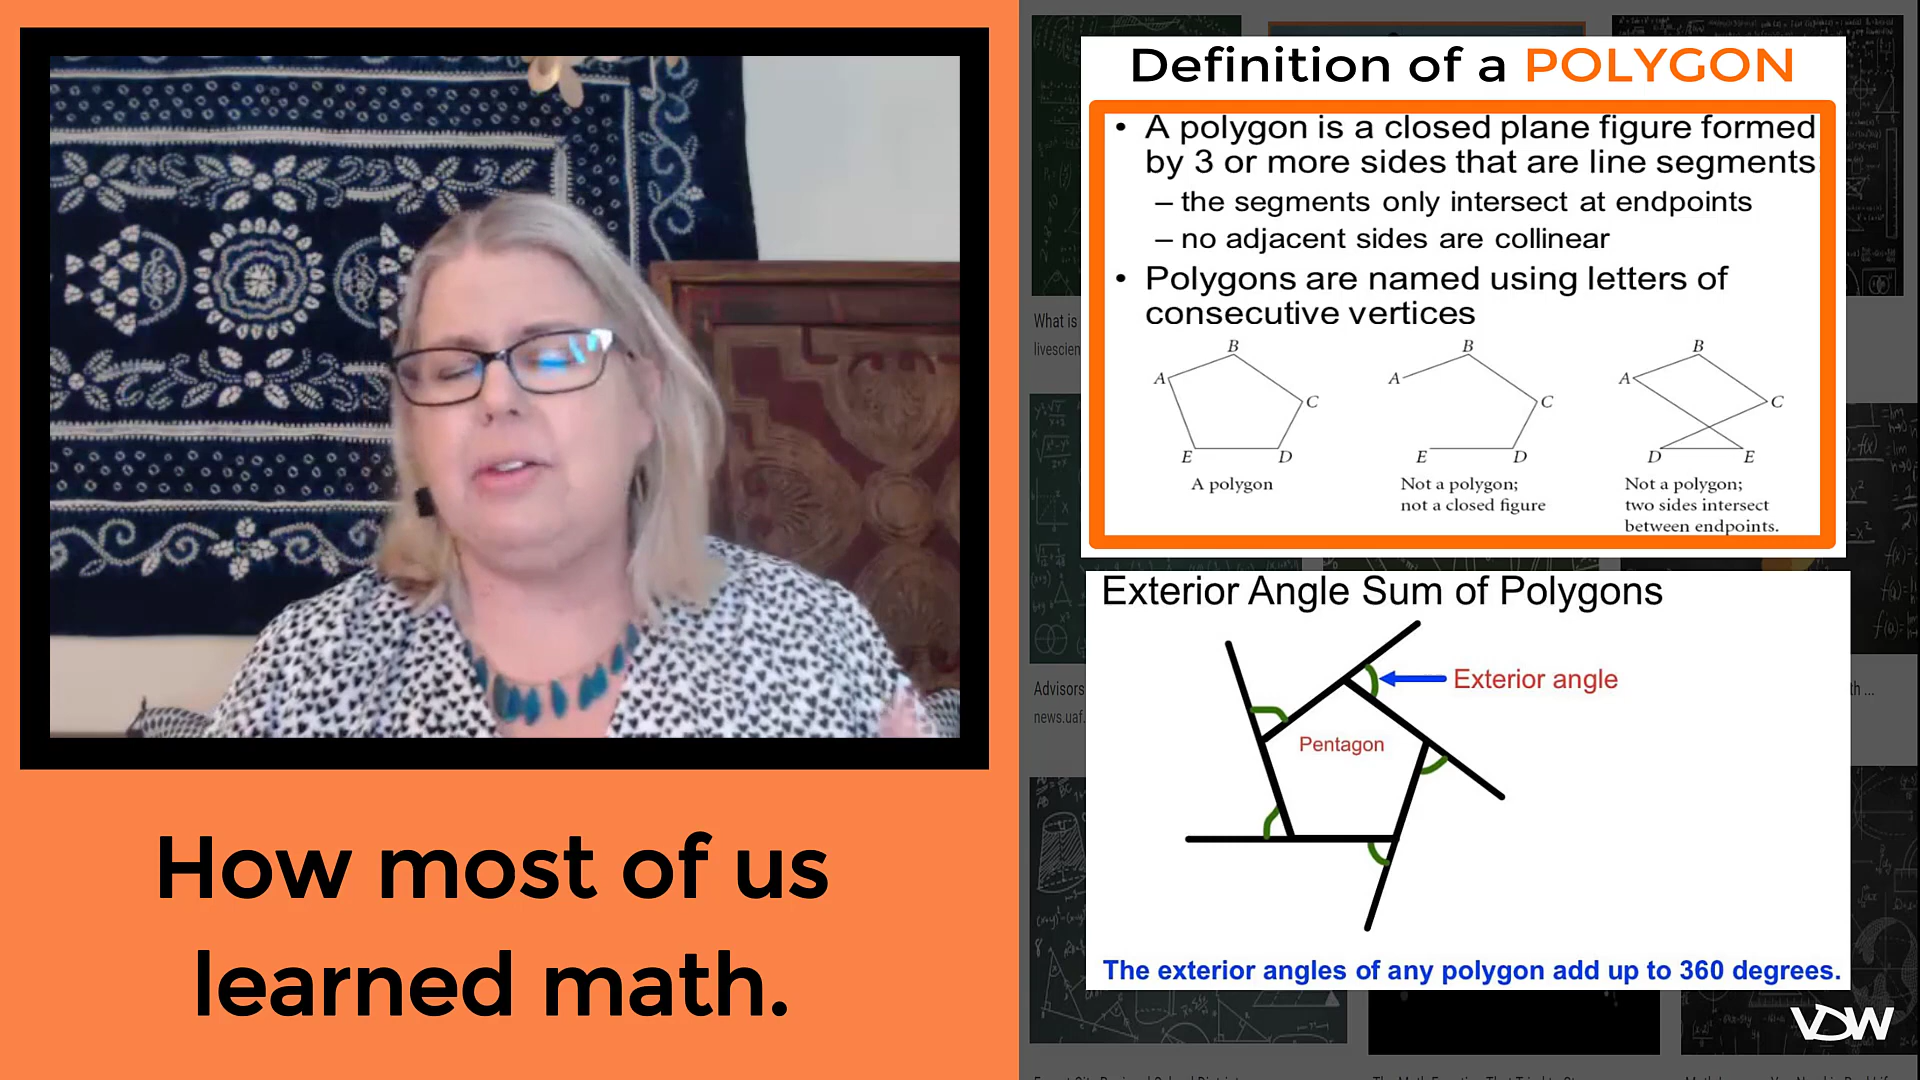 How most of us
learned math.
Definition of a POLYGON
• A polygon is a closed plane figure formed
by 3 or more sides that are line segments
– the segments only intersect at endpoints
– no adjacent sides are collinear
• Polygons are named using letters of
consecutive vertices
B
A
C
E
D
A polygon
B
A
C
E
D
Not a polygon;
not a closed figure
B
A
C
D
E
Not a polygon;
two sides intersect
between endpoints.
Exterior Angle Sum of Polygons
Exterior angle
Pentagon
The exterior angles of any polygon add up to 360 degrees.
What is
livescien
Advisors
news.uaf.
th ...
VDW